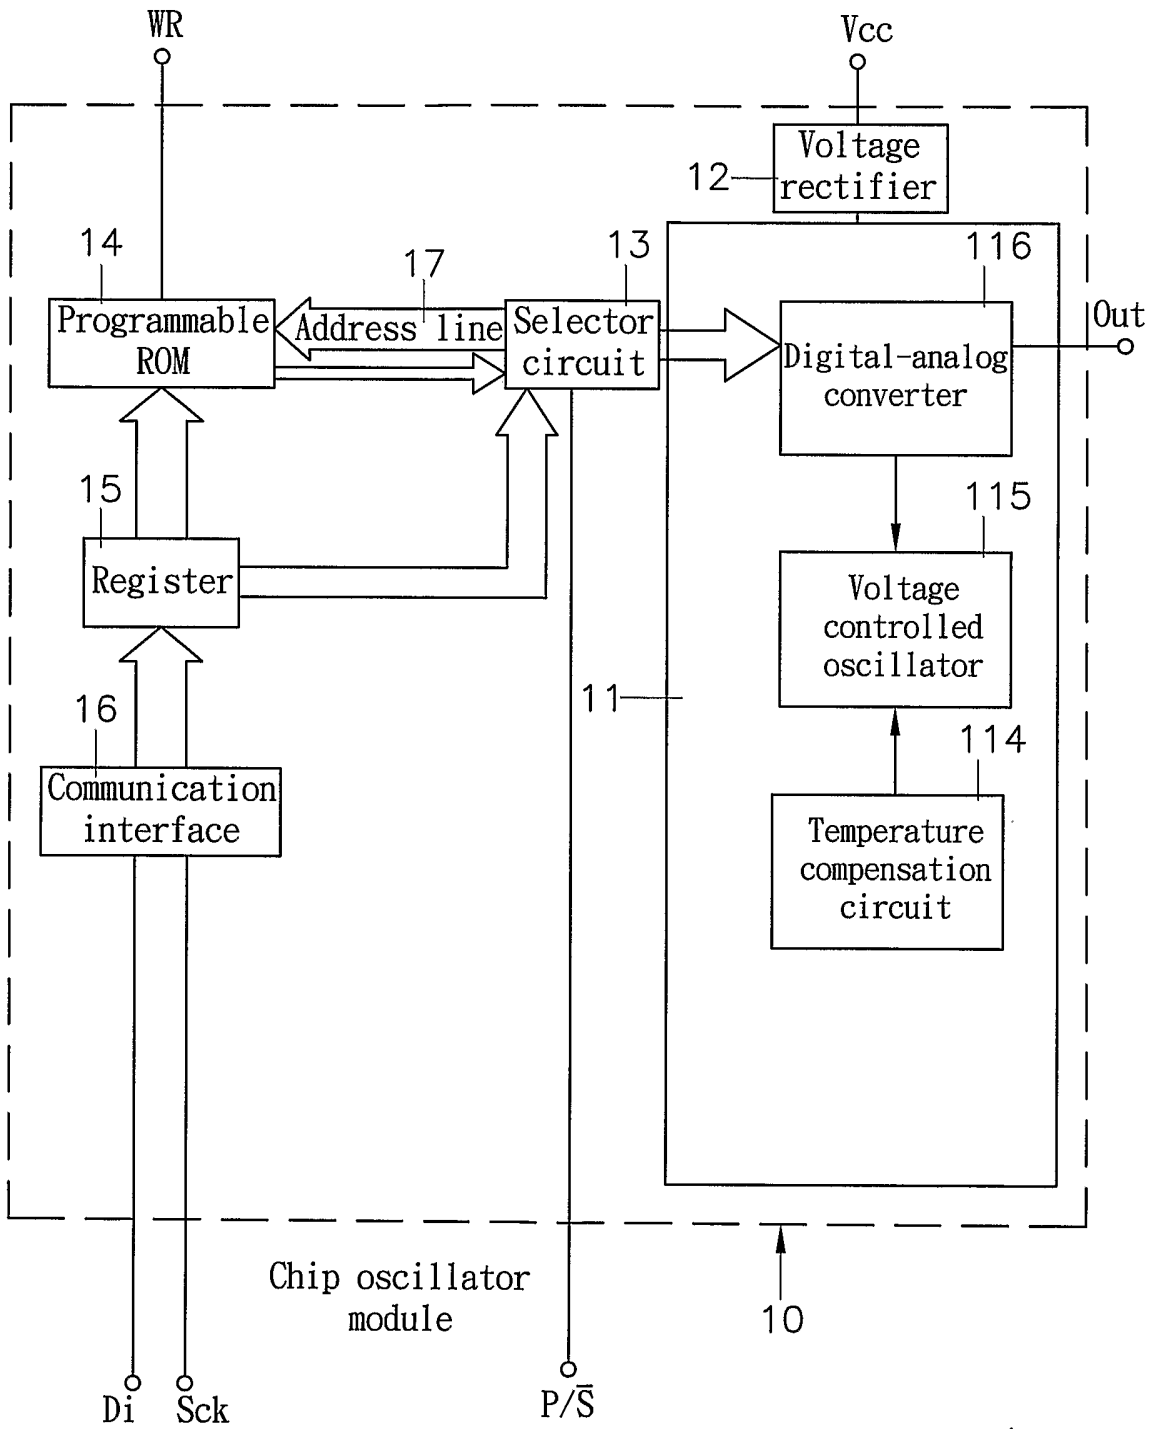 WR
Vcc
Voltage
rectifier
12
14
17
13
116
Programmable
ROM
Address line
Selector
circuit
Out
Digital-analog
converter
15
115
Register
Voltage
controlled
oscillator
11
16
114
Communication
interface
Temperature
compensation
circuit
Chip oscillator
module
10
Di
Sck
P/S̅